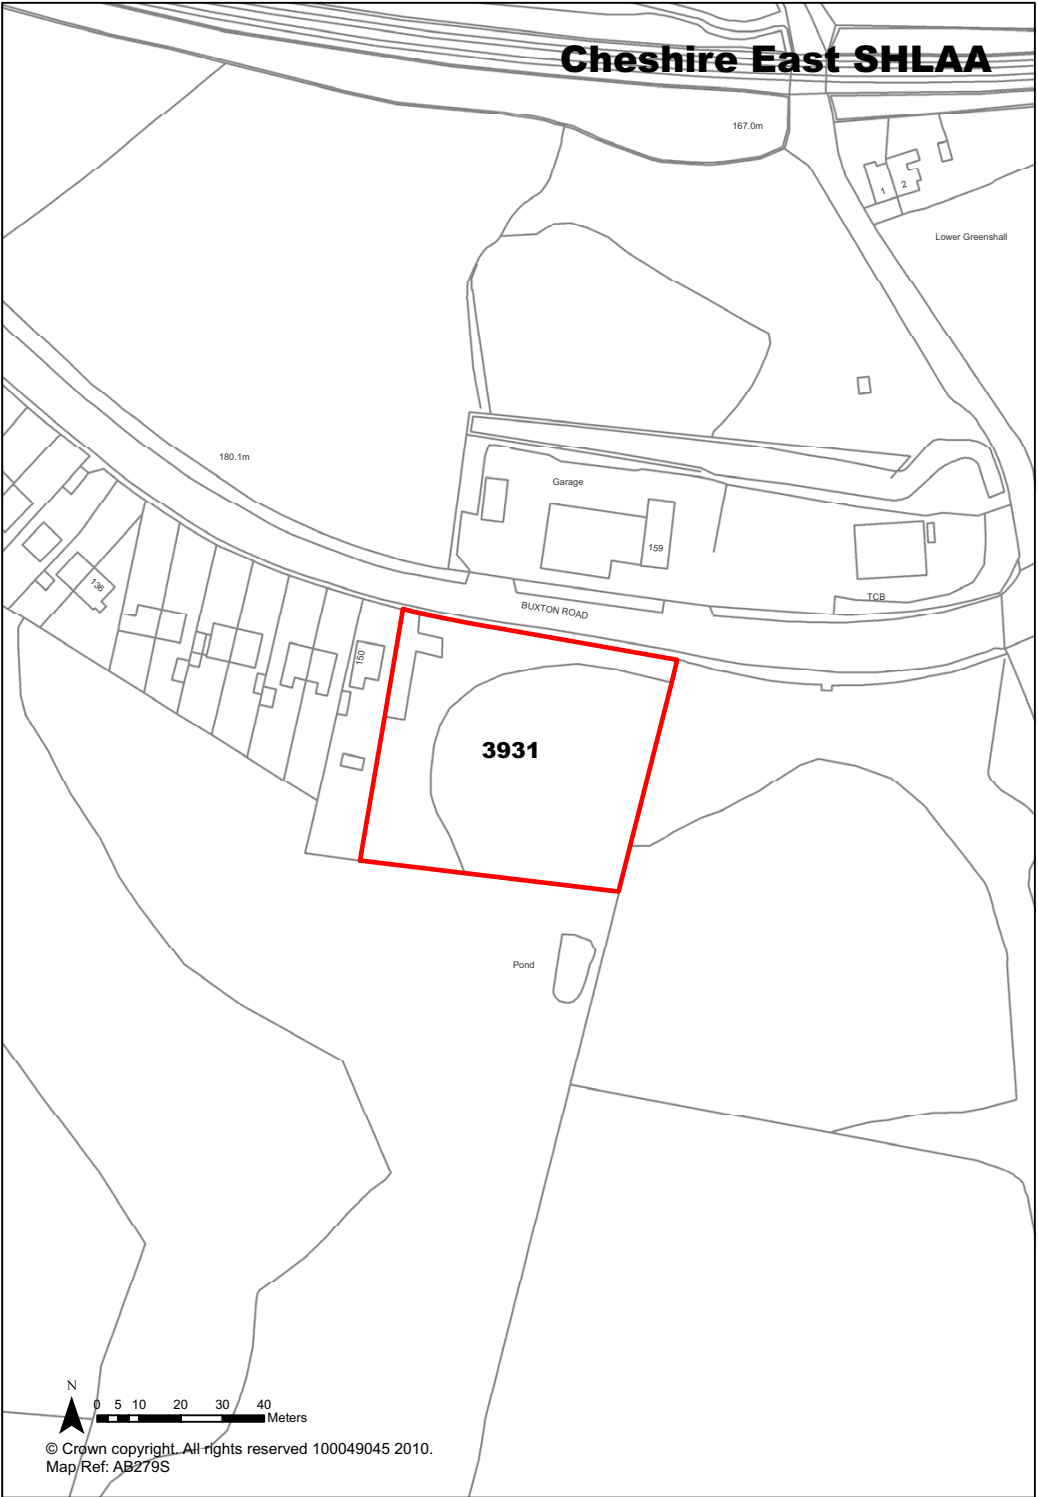 Cheshire East SHLAA
167.0m
1
2
Lower Greenshall
180.1m
Garage
159
136
TCB
BUXTON ROAD
150
3931
Pond
N
0 5 10 20 30 40
Meters
© Crown copyright. All rights reserved 100049045 2010.
Map Ref: AB279S